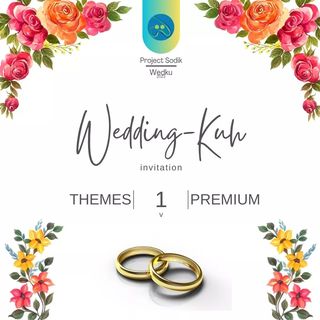 Project Sodik
Wedku
Wedding-Kuh
invitation
THEMES 1 PREMIUM
v